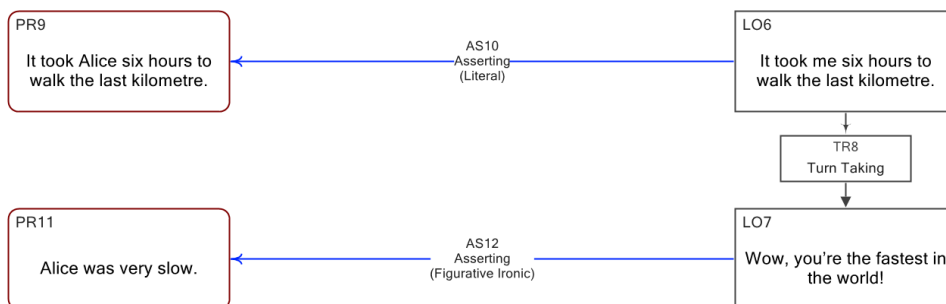 PR9
It took Alice six hours to
walk the last kilometre.
AS10
Asserting
(Literal)
LO6
It took me six hours to
walk the last kilometre.
TR8
Turn Taking
PR11
Alice was very slow.
AS12
Asserting
(Figurative Ironic)
LO7
Wow, you're the fastest in
the world!